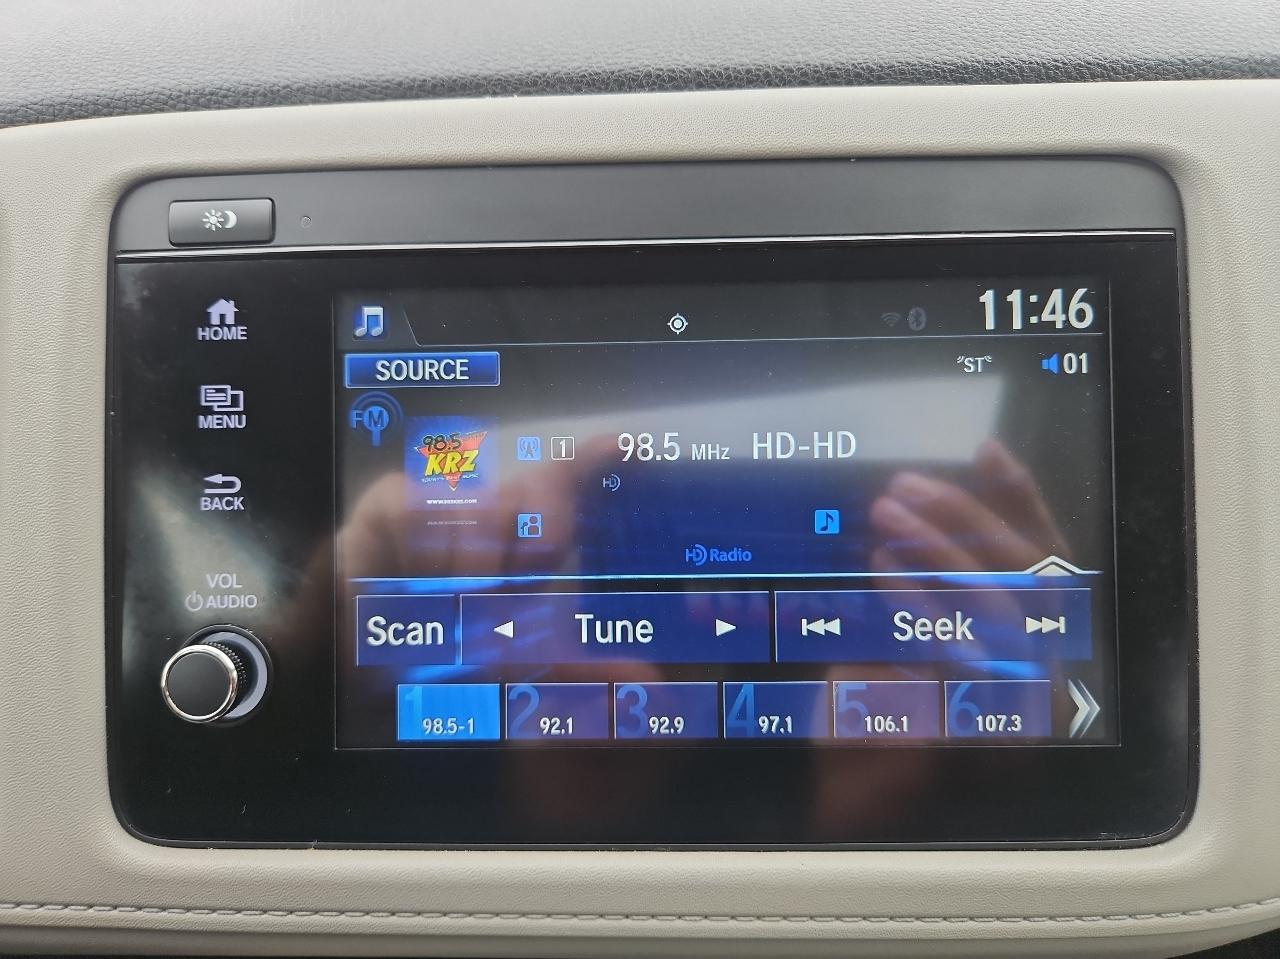 HOME
MENU
BACK
VOL
AUDIO
11:46
SOURCE
"ST"
01
FM
98.5
KRZ
1
98.5 MHz HD-HD
HD
HD Radio
Scan
Tune
Seek
1 98.5-1
2 92.1
3 92.9
4 97.1
5 106.1
6 107.3